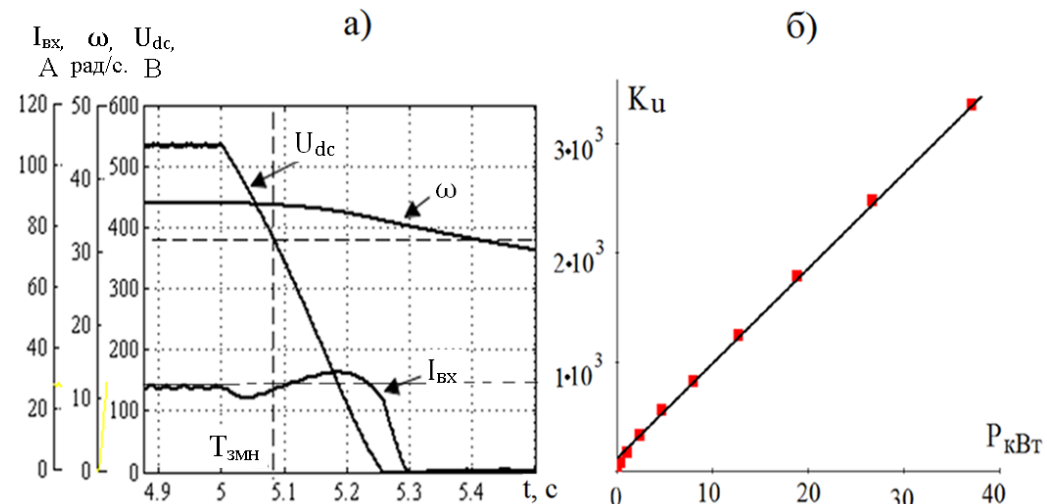 а)
б)
Iвх, ω, Udc,
А рад/с. В
120 50 600
100 500
40
80 400
30
60 300
20
40 200
20 10 100
0 0 0
Udc
ω
Iвх
Тзмн
4.9 5 5.1 5.2 5.3 5.4 t, с
Ku
3•10³
2•10³
1•10³
PкВт
0 10 20 30 40